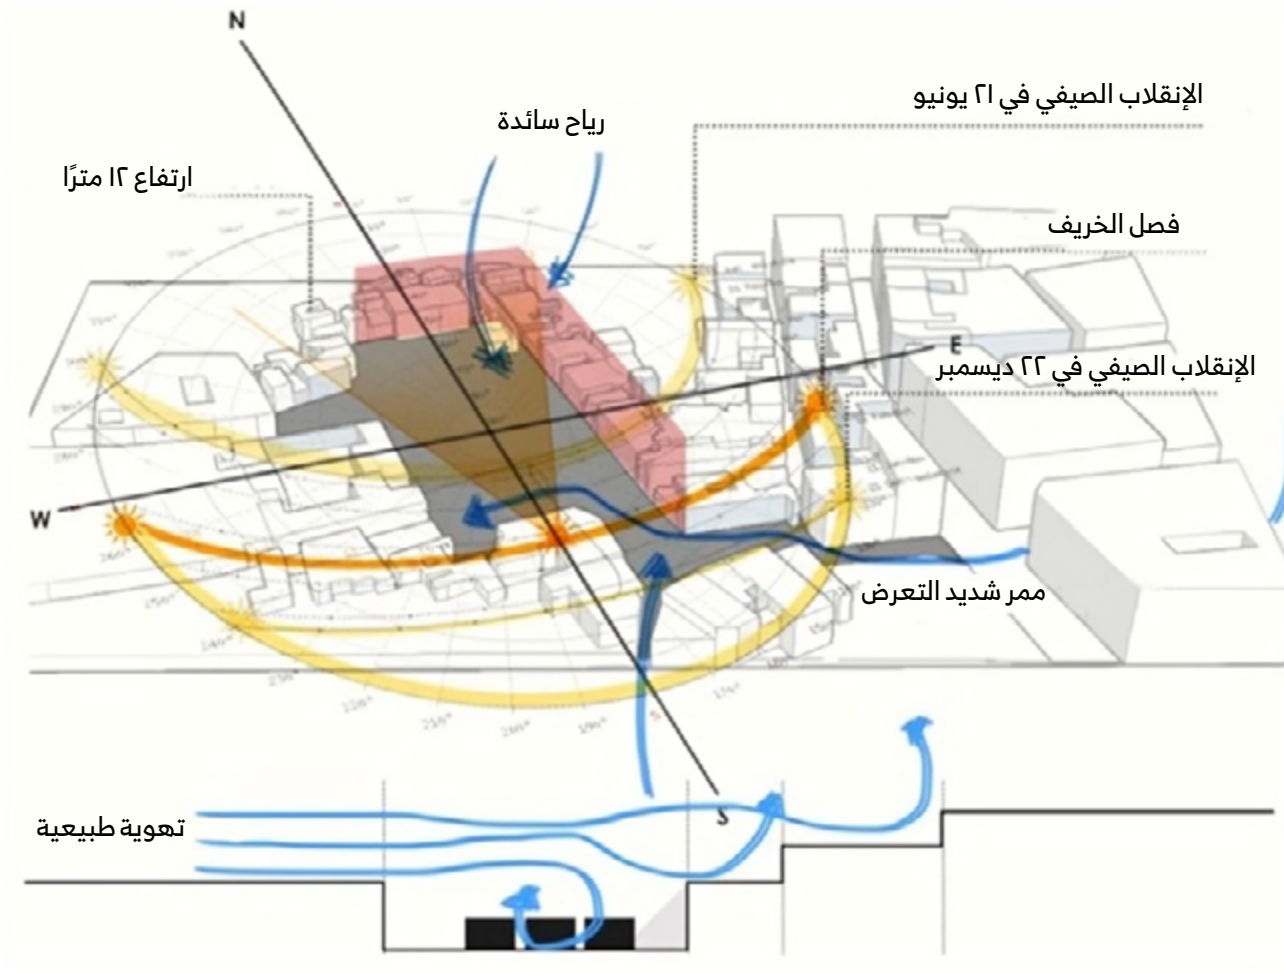 N
الإنقلاب الصيفي في ٢١ يونيو
رياح سائدة
ارتفاع ١٢ مترًا
فصل الخريف
E
الإنقلاب الصيفي في ٢٢ ديسمبر
W
ممر شديد التعرض
S
تهوية طبيعية